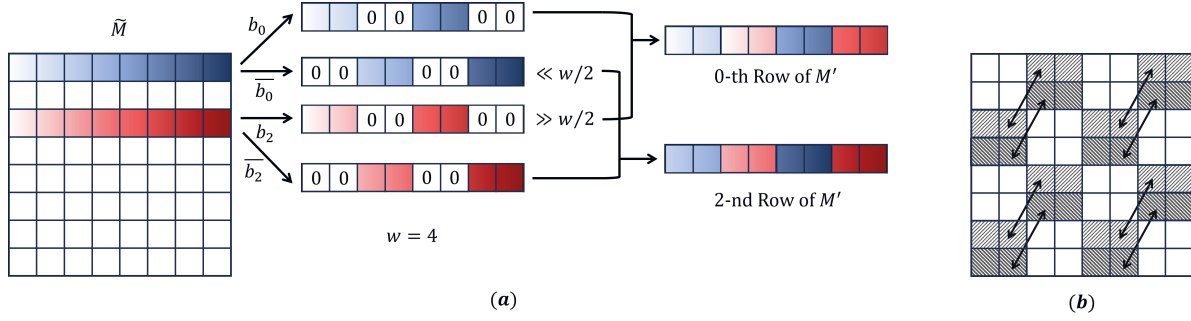 M̃
b₀
0 0 0 0
b̅₀
0 0 0 0
≪ w/2
b₂
0 0 0 0
≫ w/2
b̅₂
0 0 0 0
w = 4
0-th Row of M′
2-nd Row of M′
(a)
(b)